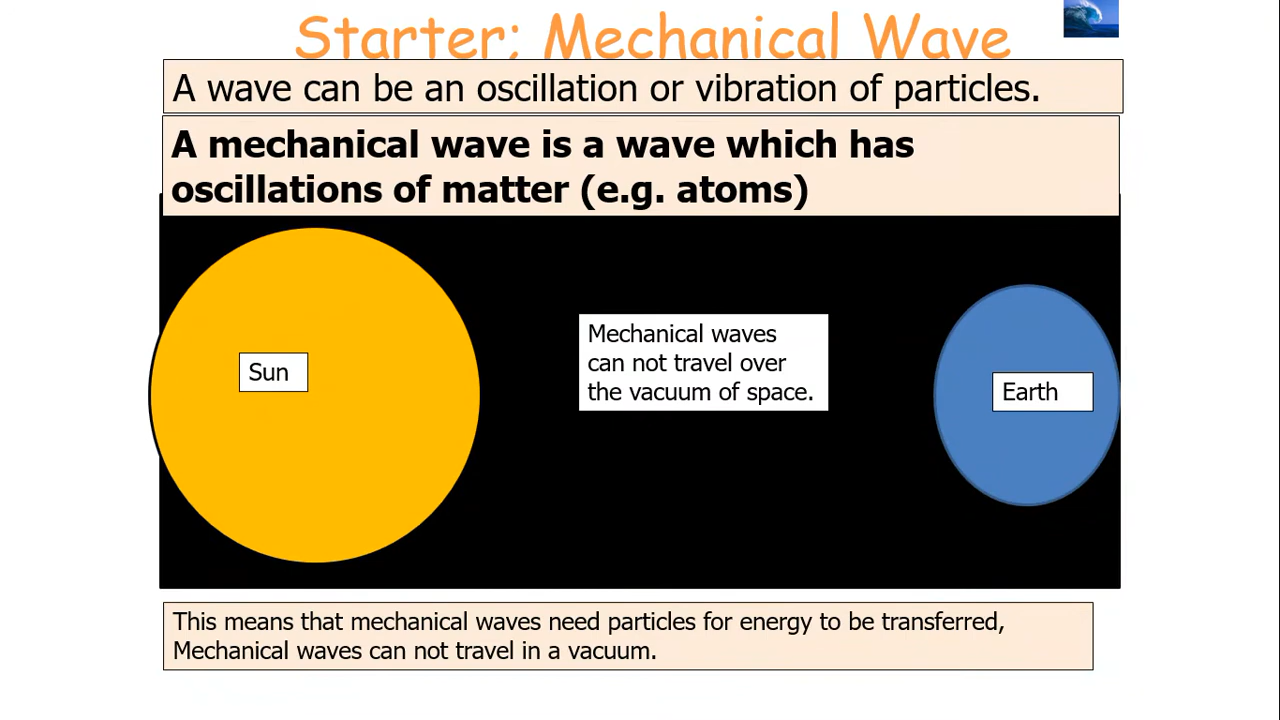 Starter; Mechanical Wave
A wave can be an oscillation or vibration of particles.
A mechanical wave is a wave which has
oscillations of matter (e.g. atoms)
Sun
Mechanical waves
can not travel over
the vacuum of space.
Earth
This means that mechanical waves need particles for energy to be transferred,
Mechanical waves can not travel in a vacuum.